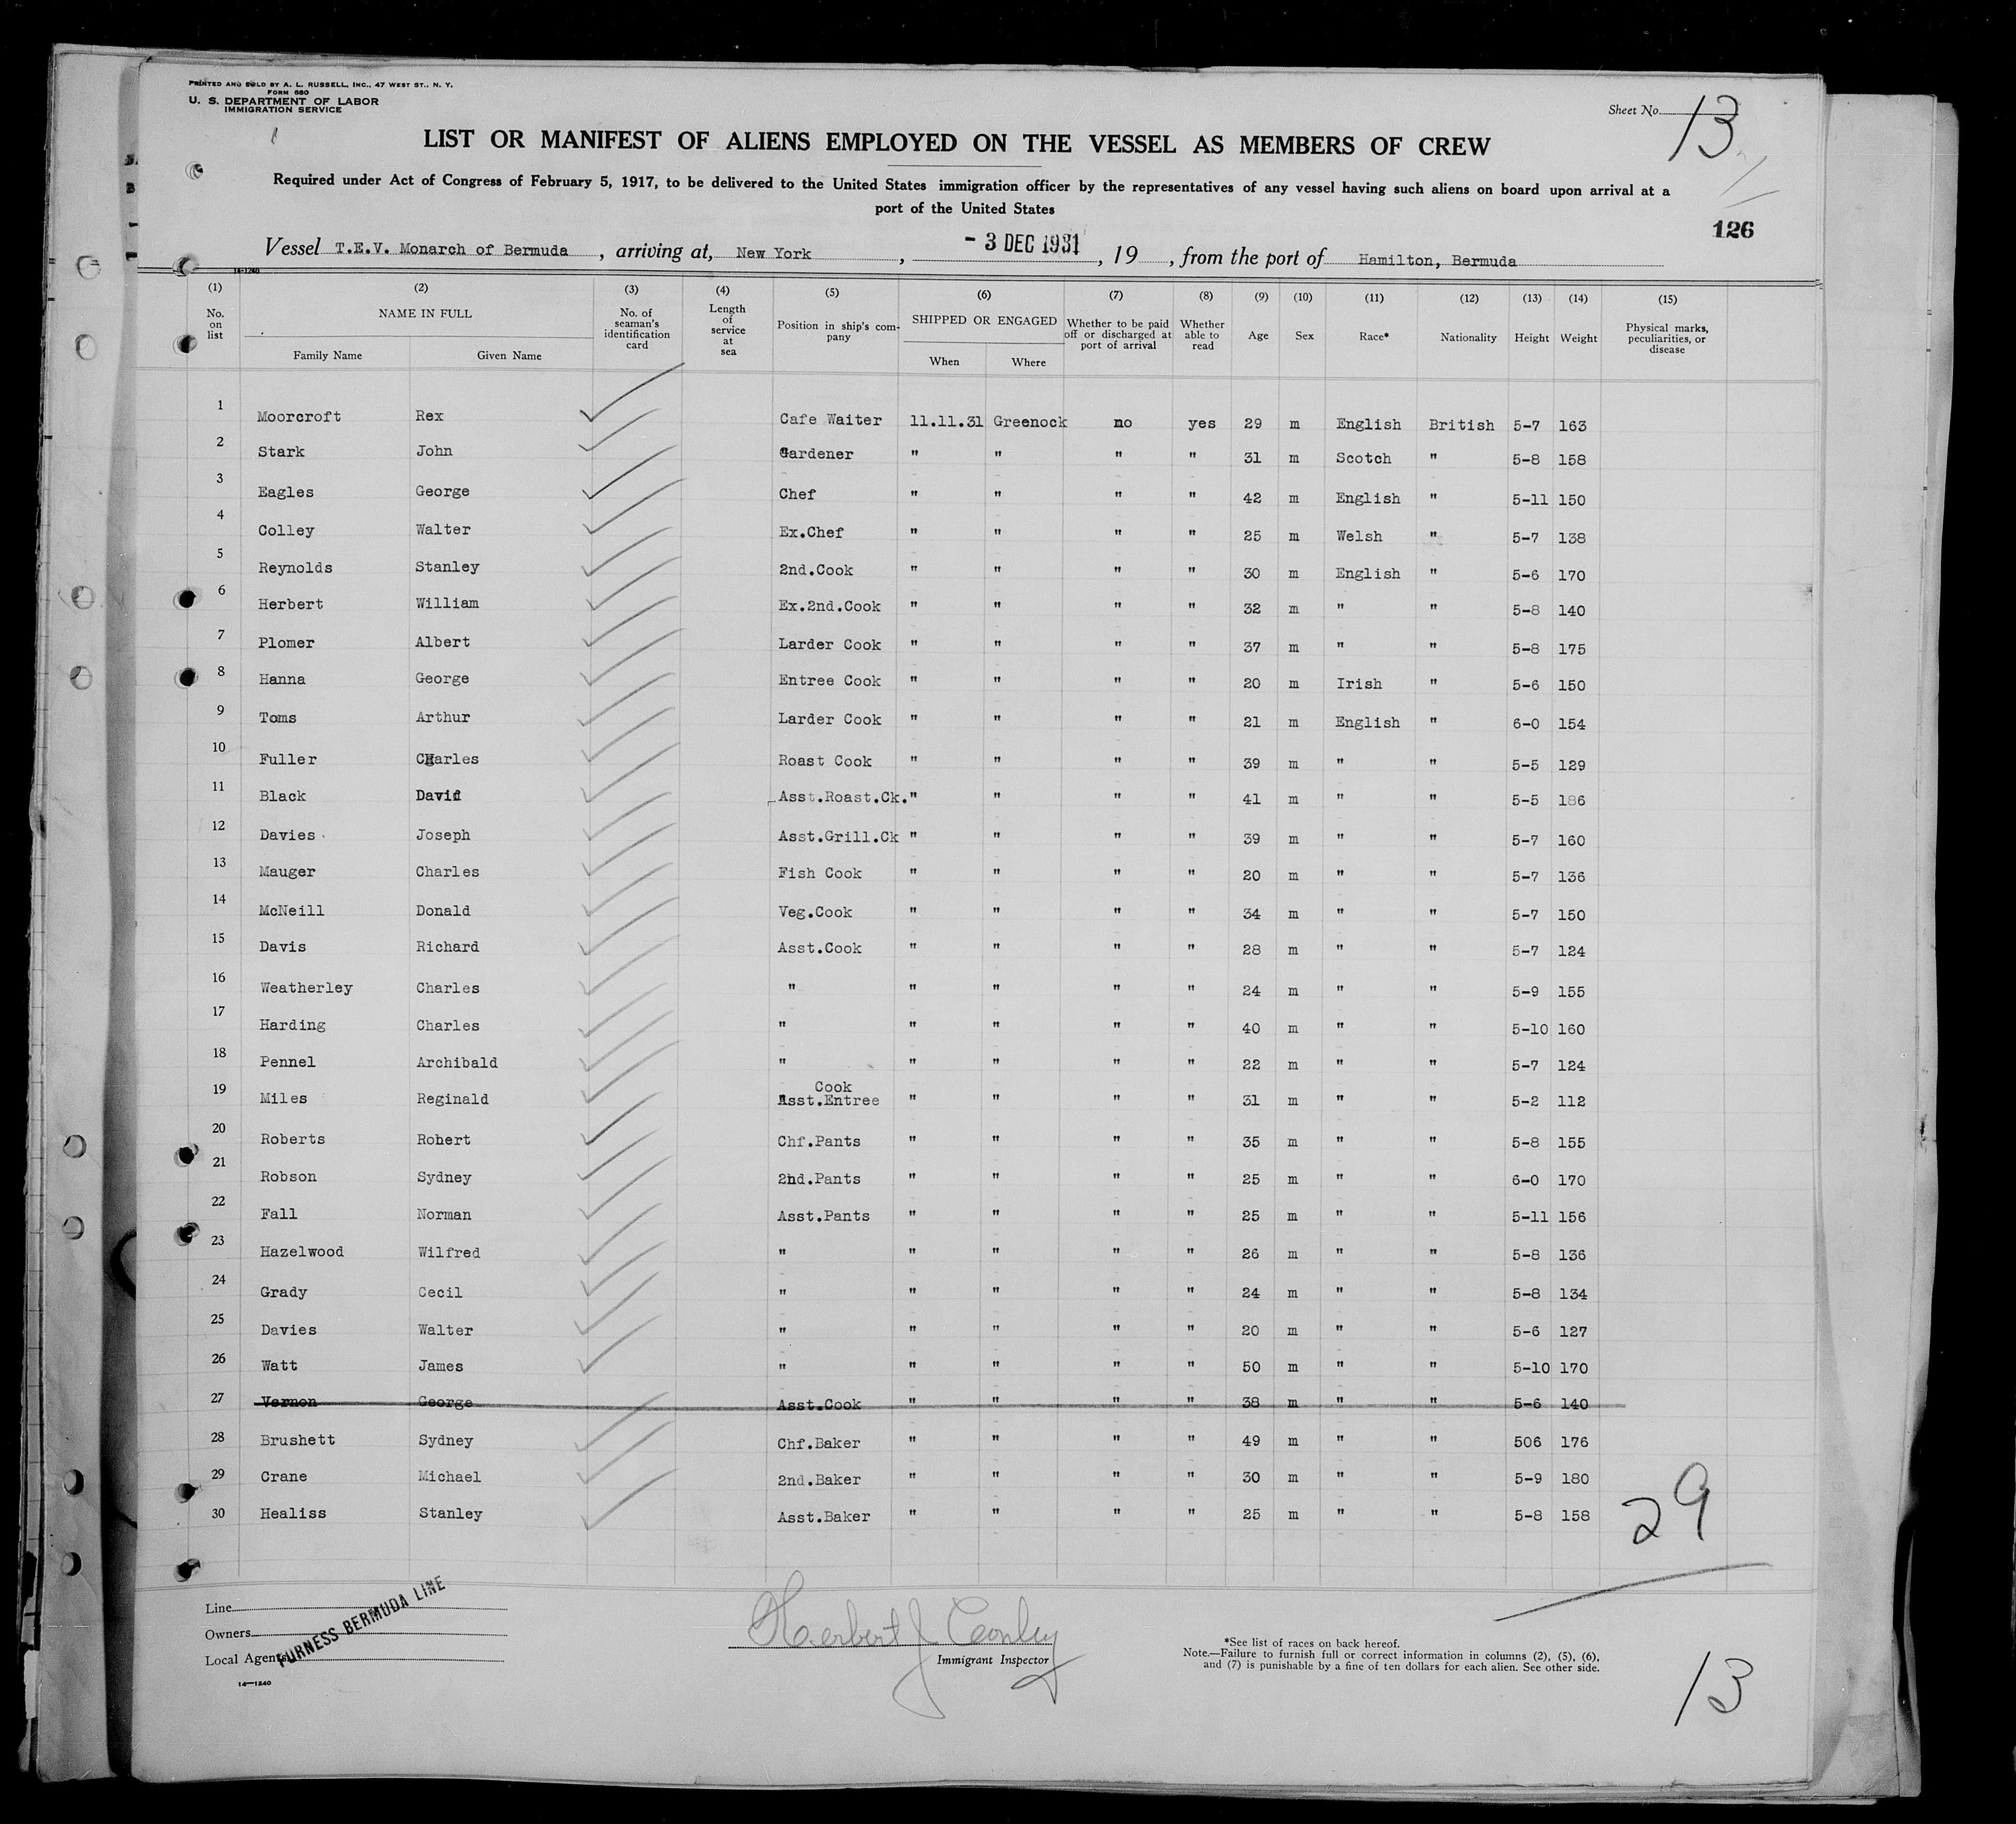 PRINTED AND SOLD BY A. L. RUSSELL, INC., 47 WEST ST., N. Y.
FORM 680
U. S. DEPARTMENT OF LABOR
IMMIGRATION SERVICE
Sheet No. 13
LIST OR MANIFEST OF ALIENS EMPLOYED ON THE VESSEL AS MEMBERS OF CREW
Required under Act of Congress of February 5, 1917, to be delivered to the United States immigration officer by the representatives of any vessel having such aliens on board upon arrival at a
port of the United States
126
Vessel T.E.V. Monarch of Bermuda, arriving at, New York, - 3 DEC 1931, 19 , from the port of Hamilton, Bermuda
14-1240
(1) (2) (3) (4) (5) (6) (7) (8) (9) (10) (11) (12) (13) (14) (15)
No. on list NAME IN FULL Family Name Given Name No. of seaman's identification card Length of service at sea Position in ship's company SHIPPED OR ENGAGED When Where Whether to be paid off or discharged at port of arrival Whether able to read Age Sex Race* Nationality Height Weight Physical marks, peculiarities, or disease
1 Moorcroft Rex Cafe Waiter 11.11.31 Greenock no yes 29 m English British 5-7 163
2 Stark John Gardener " " " " 31 m Scotch " 5-8 158
3 Eagles George Chef " " " " 42 m English " 5-11 150
4 Colley Walter Ex.Chef " " " " 25 m Welsh " 5-7 138
5 Reynolds Stanley 2nd.Cook " " " " 30 m English " 5-6 170
6 Herbert William Ex.2nd.Cook " " " " 32 m " " 5-8 140
7 Plomer Albert Larder Cook " " " " 37 m " " 5-8 175
8 Hanna George Entree Cook " " " " 20 m Irish " 5-6 150
9 Toms Arthur Larder Cook " " " " 21 m English " 6-0 154
10 Fuller Charles Roast Cook " " " " 39 m " " 5-5 129
11 Black David Asst.Roast.Ck. " " " " 41 m " " 5-5 186
12 Davies Joseph Asst.Grill.Ck " " " " 39 m " " 5-7 160
13 Mauger Charles Fish Cook " " " " 20 m " " 5-7 136
14 McNeill Donald Veg.Cook " " " " 34 m " " 5-7 150
15 Davis Richard Asst.Cook " " " " 28 m " " 5-7 124
16 Weatherley Charles " " " " " 24 m " " 5-9 155
17 Harding Charles " " " " " 40 m " " 5-10 160
18 Pennel Archibald " " " " " 22 m " " 5-7 124
19 Miles Reginald Asst.Entree Cook " " " " 31 m " " 5-2 112
20 Roberts Rohert Chf.Pants " " " " 35 m " " 5-8 155
21 Robson Sydney 2hd.Pants " " " " 25 m " " 6-0 170
22 Fall Norman Asst.Pants " " " " 25 m " " 5-11 156
23 Hazelwood Wilfred " " " " " 26 m " " 5-8 136
24 Grady Cecil " " " " " 24 m " " 5-8 134
25 Davies Walter " " " " " 20 m " " 5-6 127
26 Watt James " " " " " 50 m " " 5-10 170
27 Vernon George Asst.Cook " " " " 38 m " " 5-6 140
28 Brushett Sydney Chf.Baker " " " " 49 m " " 506 176
29 Crane Michael 2nd.Baker " " " " 30 m " " 5-9 180
30 Healiss Stanley Asst.Baker " " " " 25 m " " 5-8 158
29
Line
Owners
Local Agents
FURNESS BERMUDA LINE
14-1240
Herbert J Conley
Immigrant Inspector
*See list of races on back hereof.
Note.—Failure to furnish full or correct information in columns (2), (5), (6),
and (7) is punishable by a fine of ten dollars for each alien. See other side.
13